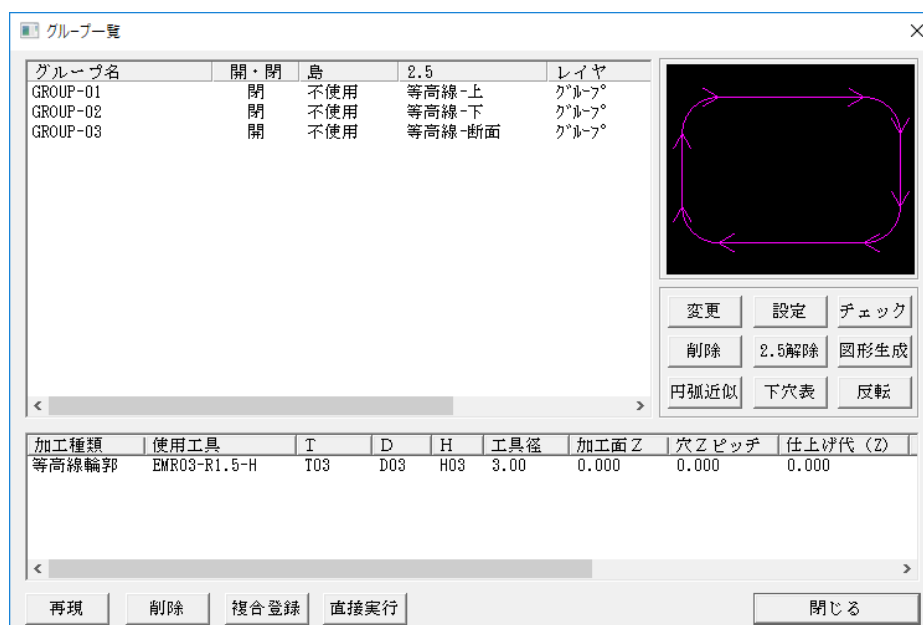 グループ一覧
グループ名 開・閉 島 2.5 レイヤ
GROUP-01 閉 不使用 等高線-上 ｸﾞﾙｰﾌﾟ
GROUP-02 閉 不使用 等高線-下 ｸﾞﾙｰﾌﾟ
GROUP-03 開 不使用 等高線-断面 ｸﾞﾙｰﾌﾟ
変更 設定 チェック
削除 2.5解除 図形生成
円弧近似 下穴表 反転
加工種類 使用工具 T D H 工具径 加工面Z 穴Zピッチ 仕上げ代（Z）
等高線輪郭 EMR03-R1.5-H T03 D03 H03 3.00 0.000 0.000 0.000
再現 削除 複合登録 直接実行 閉じる